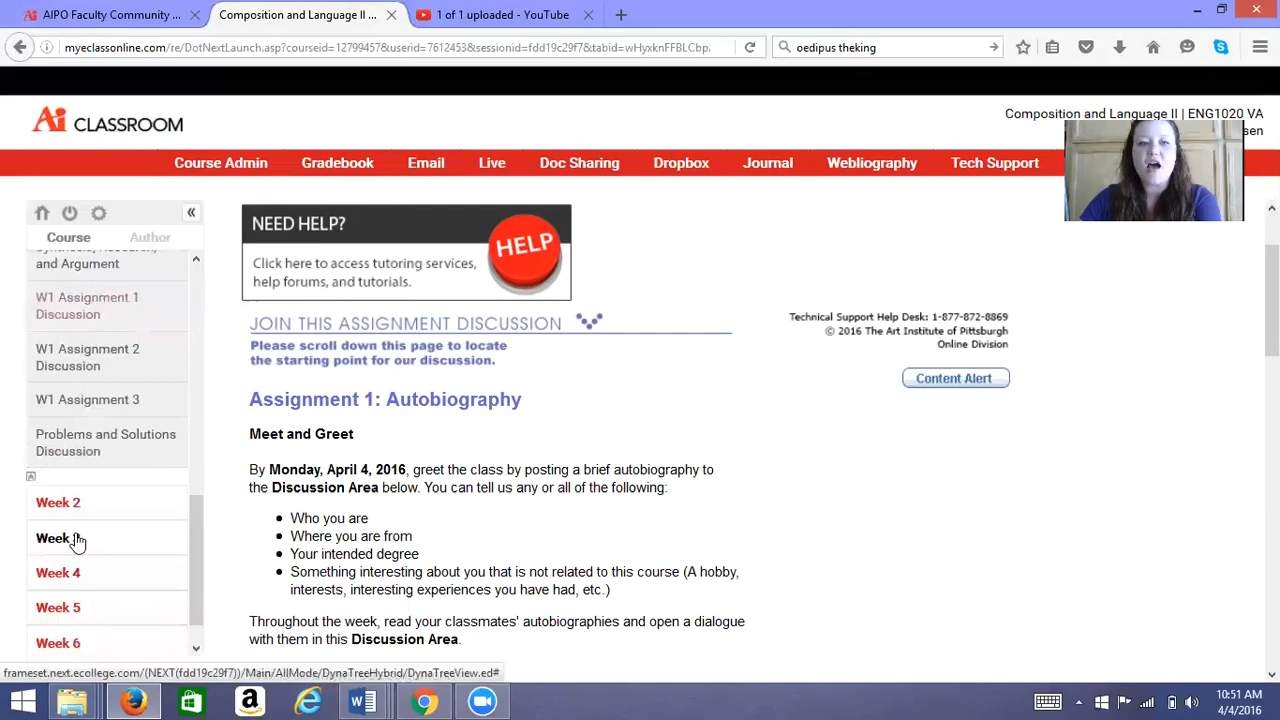 AIPO Faculty Community ...
Composition and Language II ...
1 of 1 uploaded - YouTube
myeclassonline.com/re/DotNextLaunch.asp?courseid=12799457&userid=7612453&sessionid=fdd19c29f7&tabid=wHyxknFFBLCbp.
oedipus theking
Ai CLASSROOM
Composition and Language II | ENG1020 VA
sen
Course Admin Gradebook Email Live Doc Sharing Dropbox Journal Webliography Tech Support
Course Author
and Argument
W1 Assignment 1
Discussion
W1 Assignment 2
Discussion
W1 Assignment 3
Problems and Solutions
Discussion
Week 2
Week
Week 4
Week 5
Week 6
NEED HELP?
Click here to access tutoring services,
help forums, and tutorials.
HELP
JOIN THIS ASSIGNMENT DISCUSSION
Please scroll down this page to locate
the starting point for our discussion.
Technical Support Help Desk: 1-877-872-8869
© 2016 The Art Institute of Pittsburgh
Online Division
Content Alert
Assignment 1: Autobiography
Meet and Greet
By Monday, April 4, 2016, greet the class by posting a brief autobiography to
the Discussion Area below. You can tell us any or all of the following:
Who you are
Where you are from
Your intended degree
Something interesting about you that is not related to this course (A hobby,
interests, interesting experiences you have had, etc.)
Throughout the week, read your classmates' autobiographies and open a dialogue
with them in this Discussion Area.
frameset.next.ecollege.com/(NEXT(fdd19c29f7))/Main/AllMode/DynaTreeHybrid/DynaTreeView.ed#
10:51 AM
4/4/2016